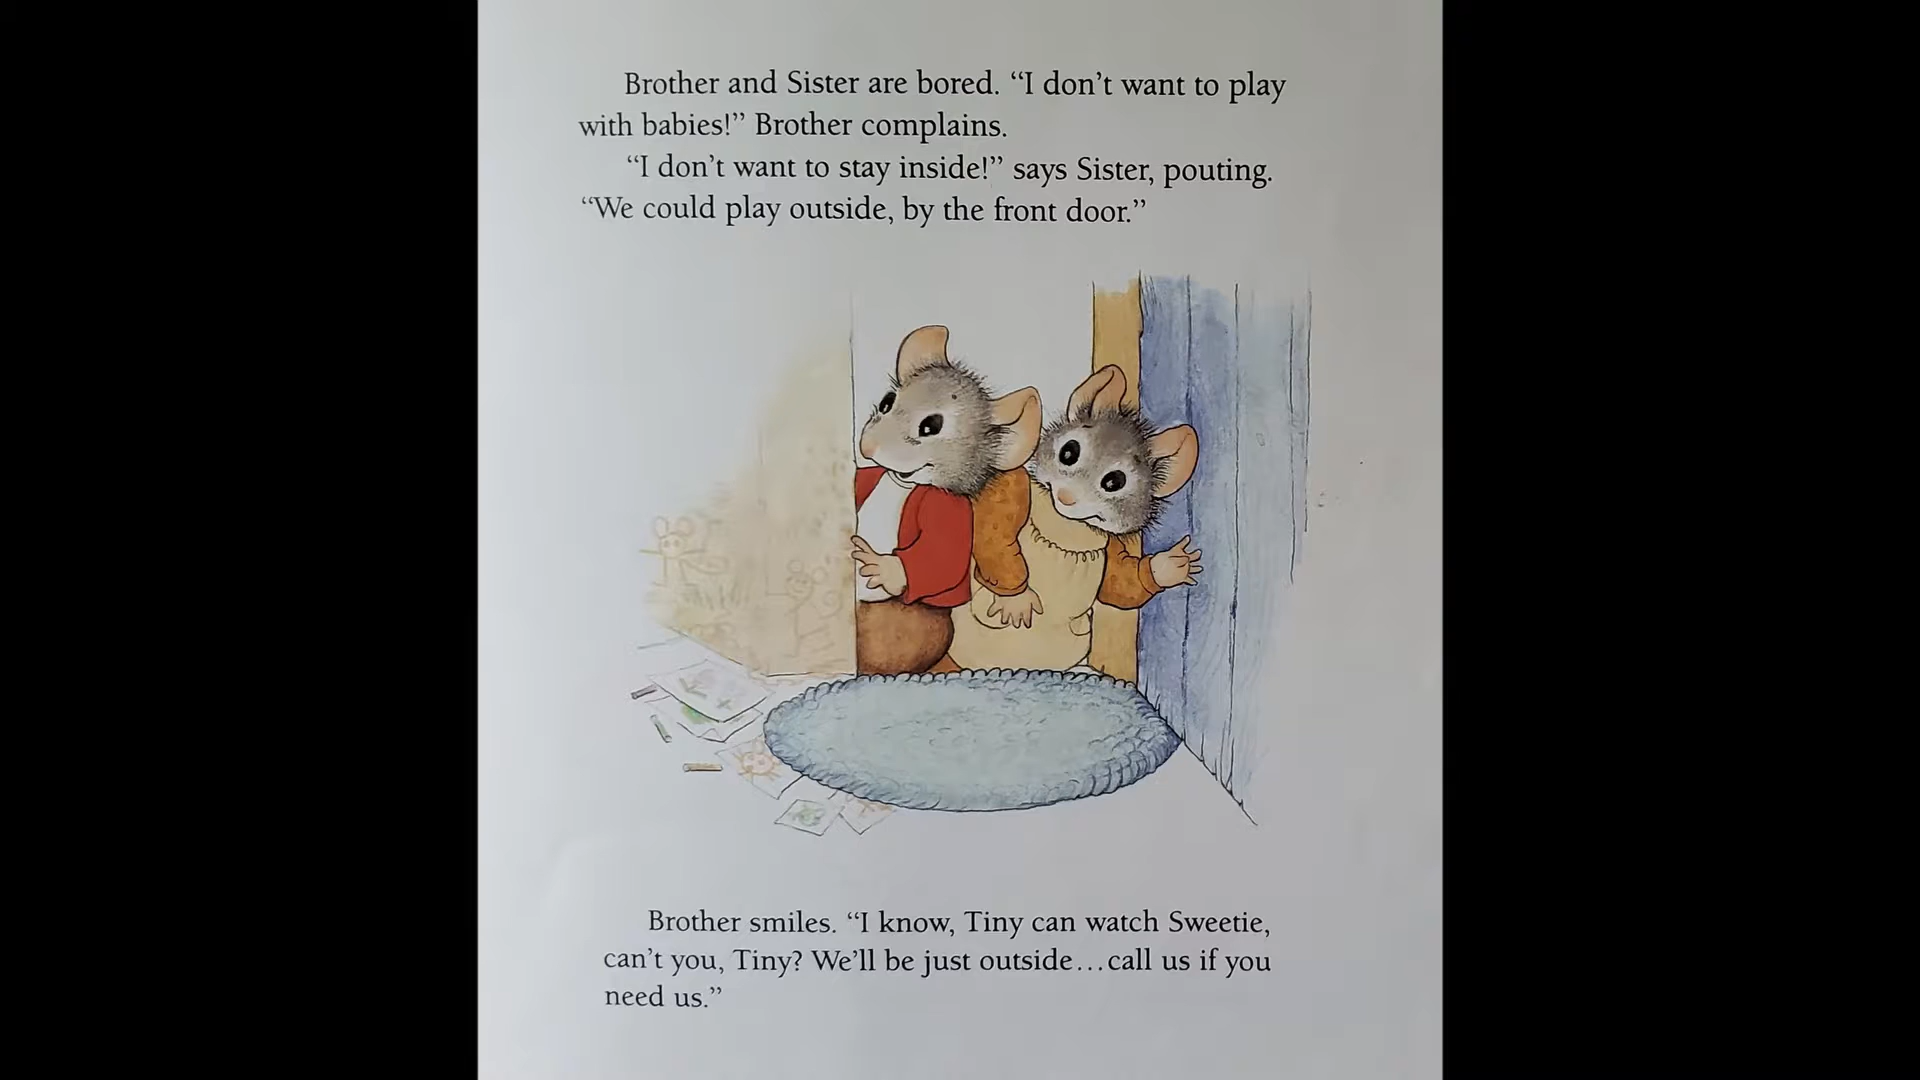 Brother and Sister are bored. “I don’t want to play
with babies!” Brother complains.
“I don’t want to stay inside!” says Sister, pouting.
“We could play outside, by the front door.”
Brother smiles. “I know, Tiny can watch Sweetie,
can’t you, Tiny? We’ll be just outside...call us if you
need us.”